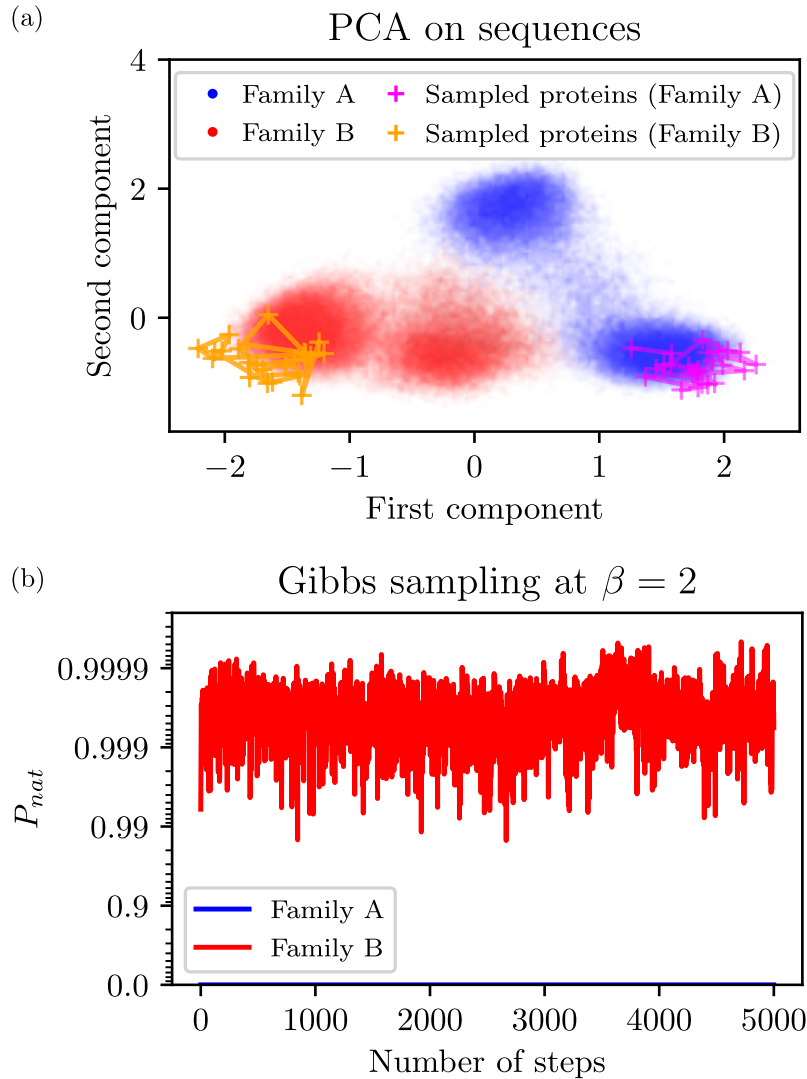 (a)
PCA on sequences
4
2
0
Second component
Family A
Family B
Sampled proteins (Family A)
Sampled proteins (Family B)
−2 −1 0 1 2
First component
(b)
Gibbs sampling at β = 2
0.9999
0.999
0.99
0.9
0.0
P_nat
Family A
Family B
0 1000 2000 3000 4000 5000
Number of steps